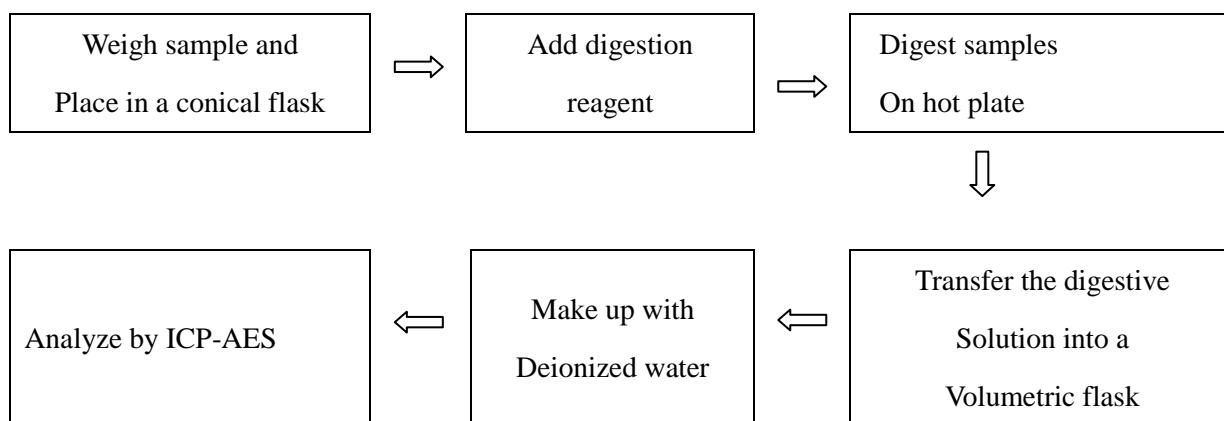 Weigh sample and
Place in a conical flask
Add digestion
reagent
Digest samples
On hot plate
Transfer the digestive
Solution into a
Volumetric flask
Make up with
Deionized water
Analyze by ICP-AES